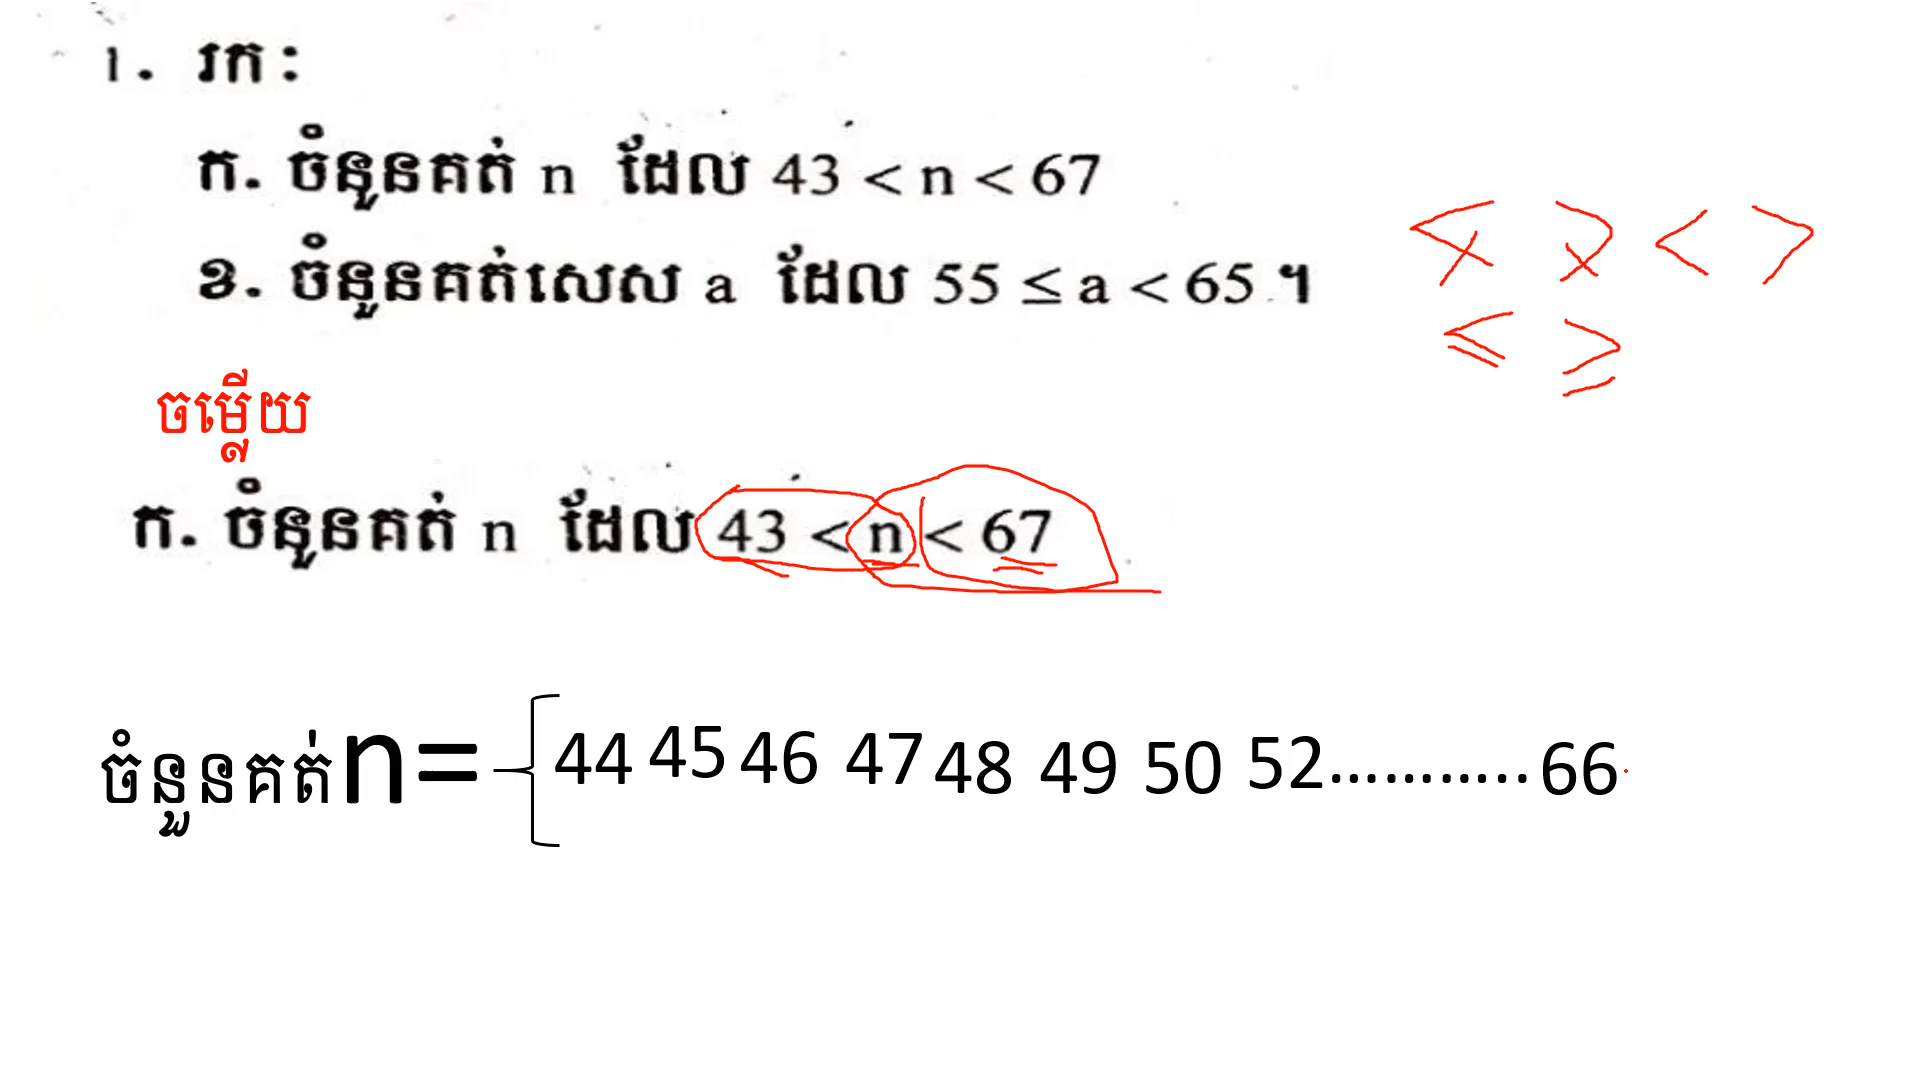 1. រក :
ក. ចំនួនគត់ n ដែល 43 < n < 67
ខ. ចំនួនគត់សេស a ដែល 55 ≤ a < 65 ។
< > < >
≤ ≥
ចម្លើយ
ក. ចំនួនគត់ n ដែល 43 < n < 67
ចំនួនគត់ n= { 44 45 46 47 48 49 50 52........... 66